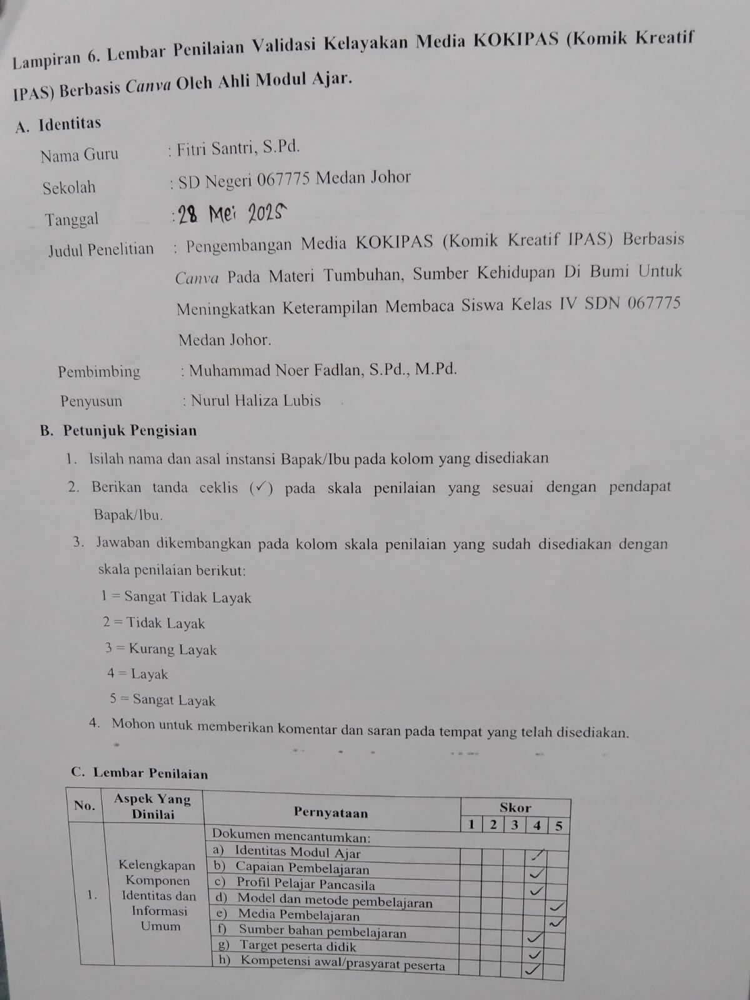 Lampiran 6. Lembar Penilaian Validasi Kelayakan Media KOKIPAS (Komik Kreatif
IPAS) Berbasis Canva Oleh Ahli Modul Ajar.
A. Identitas
Nama Guru : Fitri Santri, S.Pd.
Sekolah : SD Negeri 067775 Medan Johor
Tanggal : 28 Mei 2025
Judul Penelitian : Pengembangan Media KOKIPAS (Komik Kreatif IPAS) Berbasis
Canva Pada Materi Tumbuhan, Sumber Kehidupan Di Bumi Untuk
Meningkatkan Keterampilan Membaca Siswa Kelas IV SDN 067775
Medan Johor.
Pembimbing : Muhammad Noer Fadlan, S.Pd., M.Pd.
Penyusun : Nurul Haliza Lubis
B. Petunjuk Pengisian
1. Isilah nama dan asal instansi Bapak/Ibu pada kolom yang disediakan
2. Berikan tanda ceklis (✓) pada skala penilaian yang sesuai dengan pendapat
Bapak/Ibu.
3. Jawaban dikembangkan pada kolom skala penilaian yang sudah disediakan dengan
skala penilaian berikut:
1 = Sangat Tidak Layak
2 = Tidak Layak
3 = Kurang Layak
4 = Layak
5 = Sangat Layak
4. Mohon untuk memberikan komentar dan saran pada tempat yang telah disediakan.
C. Lembar Penilaian
No. Aspek Yang Dinilai Pernyataan Skor
1 2 3 4 5
1. Kelengkapan Komponen Identitas dan Informasi Umum
Dokumen mencantumkan:
a) Identitas Modul Ajar ✓
b) Capaian Pembelajaran ✓
c) Profil Pelajar Pancasila ✓
d) Model dan metode pembelajaran ✓
e) Media Pembelajaran ✓
f) Sumber bahan pembelajaran ✓
g) Target peserta didik ✓
h) Kompetensi awal/prasyarat peserta ✓